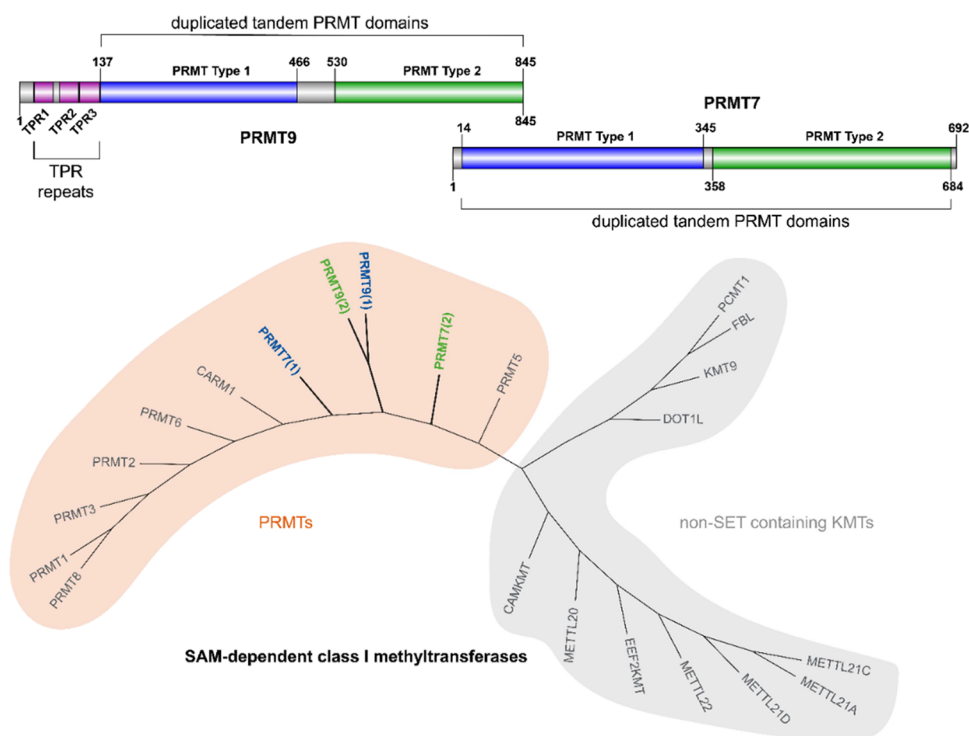 duplicated tandem PRMT domains
137
466
530
845
PRMT Type 1
PRMT Type 2
1
TPR1
TPR2
TPR3
845
PRMT9
TPR
repeats
PRMT7
14
345
692
PRMT Type 1
PRMT Type 2
1
358
684
duplicated tandem PRMT domains
PRMT9(2)
PRMT9(1)
PRMT7(1)
PRMT7(2)
PRMT5
CARM1
PRMT6
PRMT2
PRMT3
PRMT1
PRMT8
PRMTs
PCMT1
FBL
KMT9
DOT1L
non-SET containing KMTs
CAMKMT
METTL20
EEF2KMT
METTL22
METTL21D
METTL21A
METTL21C
SAM-dependent class I methyltransferases